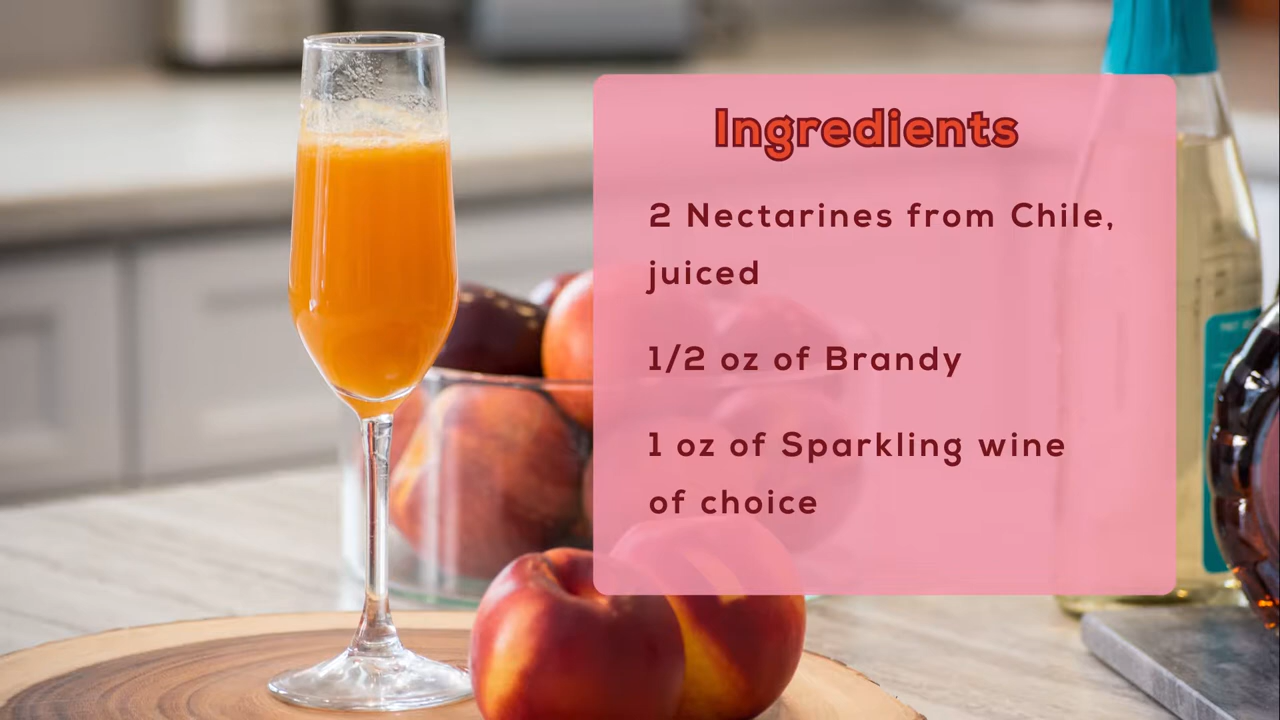 Ingredients
2 Nectarines from Chile,
juiced
1/2 oz of Brandy
1 oz of Sparkling wine
of choice